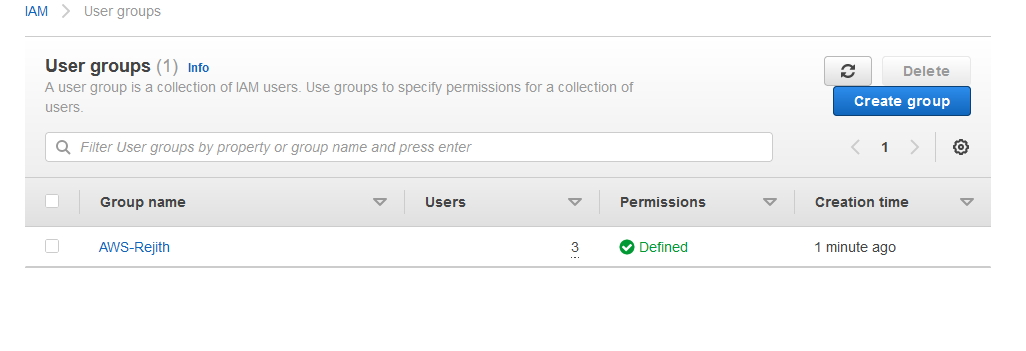 IAM User groups
User groups (1) Info
A user group is a collection of IAM users. Use groups to specify permissions for a collection of
users.
Delete
Create group
Filter User groups by property or group name and press enter
1
Group name Users Permissions Creation time
AWS-Rejith 3 Defined 1 minute ago